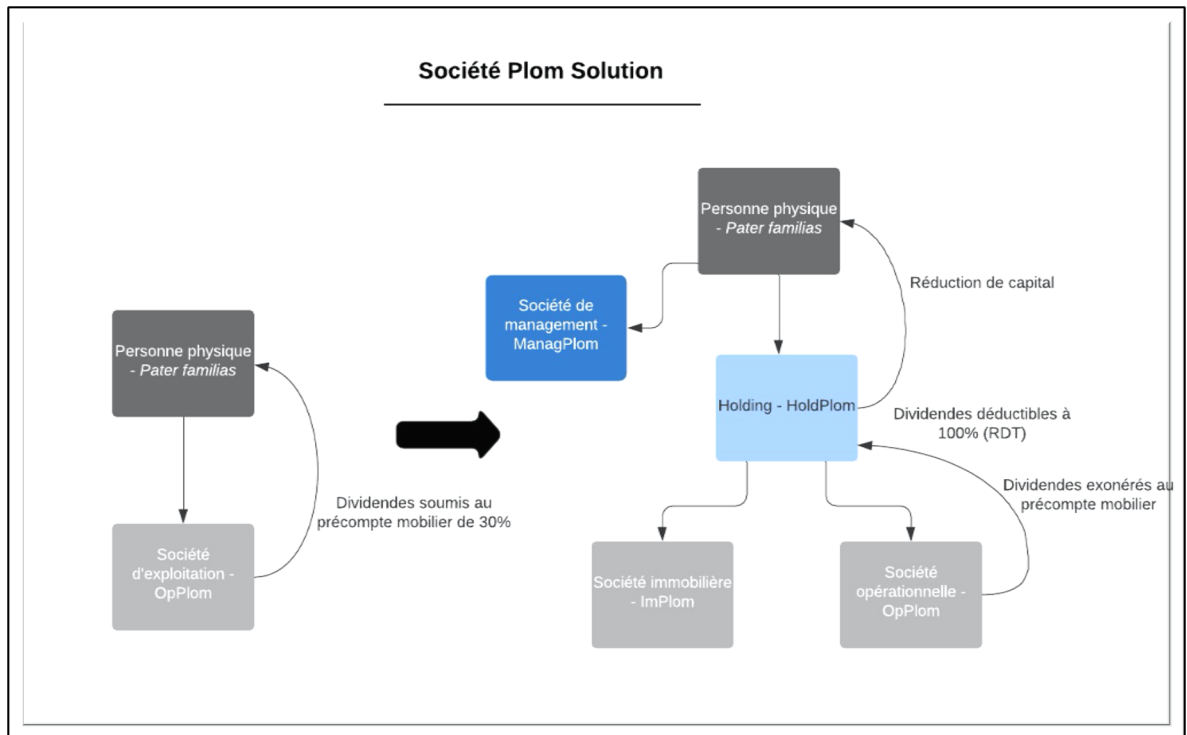 Société Plom Solution
Personne physique
- Pater familias
Dividendes soumis au
précompte mobilier de 30%
Société
d'exploitation -
OpPlom
Personne physique
- Pater familias
Société de
management -
ManagPlom
Réduction de capital
Holding - HoldPlom
Dividendes déductibles à
100% (RDT)
Dividendes exonérés au
précompte mobilier
Société immobilière
- ImPlom
Société
opérationnelle -
OpPlom